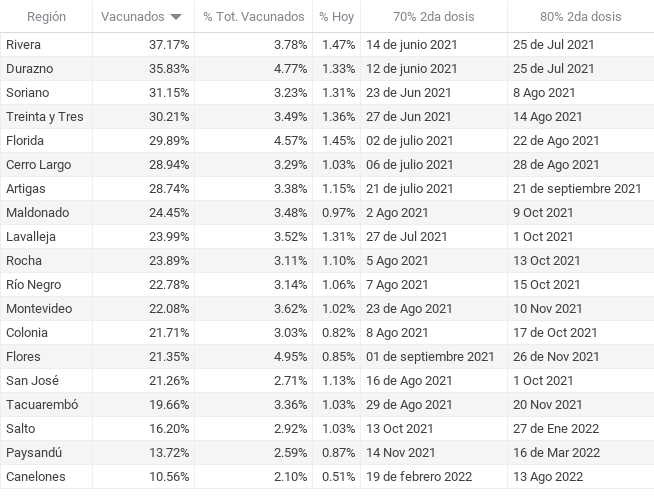 Región Vacunados % Tot. Vacunados % Hoy 70% 2da dosis 80% 2da dosis
Rivera 37.17% 3.78% 1.47% 14 de junio 2021 25 de Jul 2021
Durazno 35.83% 4.77% 1.33% 12 de junio 2021 25 de Jul 2021
Soriano 31.15% 3.23% 1.31% 23 de Jun 2021 8 Ago 2021
Treinta y Tres 30.21% 3.49% 1.36% 27 de Jun 2021 14 Ago 2021
Florida 29.89% 4.57% 1.45% 02 de julio 2021 22 de Ago 2021
Cerro Largo 28.94% 3.29% 1.03% 06 de julio 2021 28 de Ago 2021
Artigas 28.74% 3.38% 1.15% 21 de julio 2021 21 de septiembre 2021
Maldonado 24.45% 3.48% 0.97% 2 Ago 2021 9 Oct 2021
Lavalleja 23.99% 3.52% 1.31% 27 de Jul 2021 1 Oct 2021
Rocha 23.89% 3.11% 1.10% 5 Ago 2021 13 Oct 2021
Río Negro 22.78% 3.14% 1.06% 7 Ago 2021 15 Oct 2021
Montevideo 22.08% 3.62% 1.02% 23 de Ago 2021 10 Nov 2021
Colonia 21.71% 3.03% 0.82% 8 Ago 2021 17 de Oct 2021
Flores 21.35% 4.95% 0.85% 01 de septiembre 2021 26 de Nov 2021
San José 21.26% 2.71% 1.13% 16 de Ago 2021 1 Oct 2021
Tacuarembó 19.66% 3.36% 1.03% 29 de Ago 2021 20 Nov 2021
Salto 16.20% 2.92% 1.03% 13 Oct 2021 27 de Ene 2022
Paysandú 13.72% 2.59% 0.87% 14 Nov 2021 16 de Mar 2022
Canelones 10.56% 2.10% 0.51% 19 de febrero 2022 13 Ago 2022